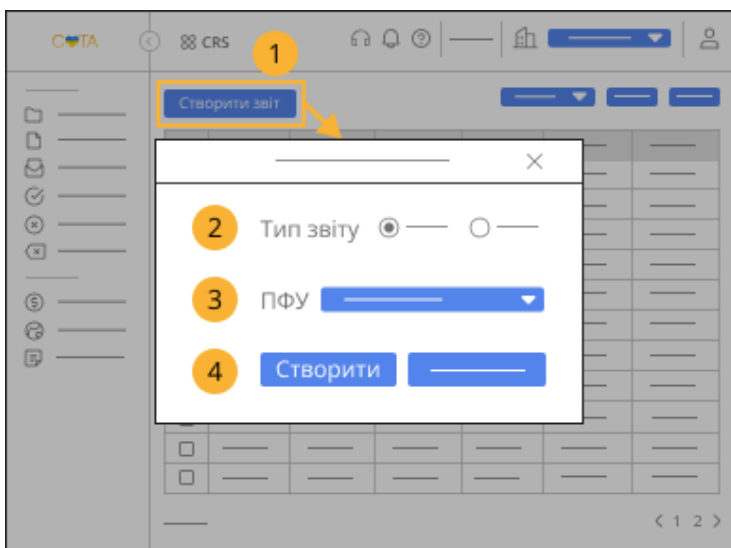 СОТА
CRS
1
Створити звіт
2 Тип звіту
3 ПФУ
4 Створити
1 2